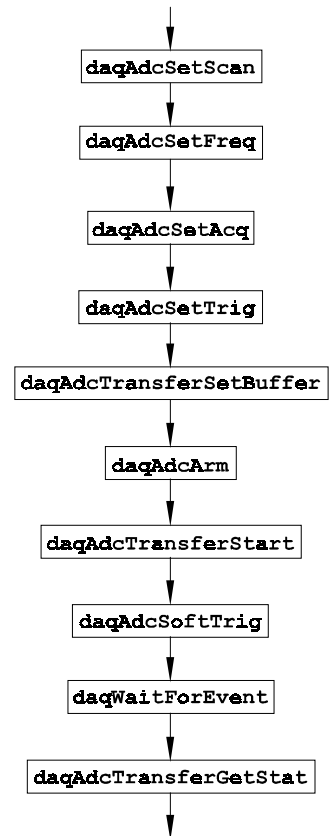 daqAdcSetScan
daqAdcSetFreq
daqAdcSetAcq
daqAdcSetTrig
daqAdcTransferSetBuffer
daqAdcArm
daqAdcTransferStart
daqAdcSoftTrig
daqWaitForEvent
daqAdcTransferGetStat